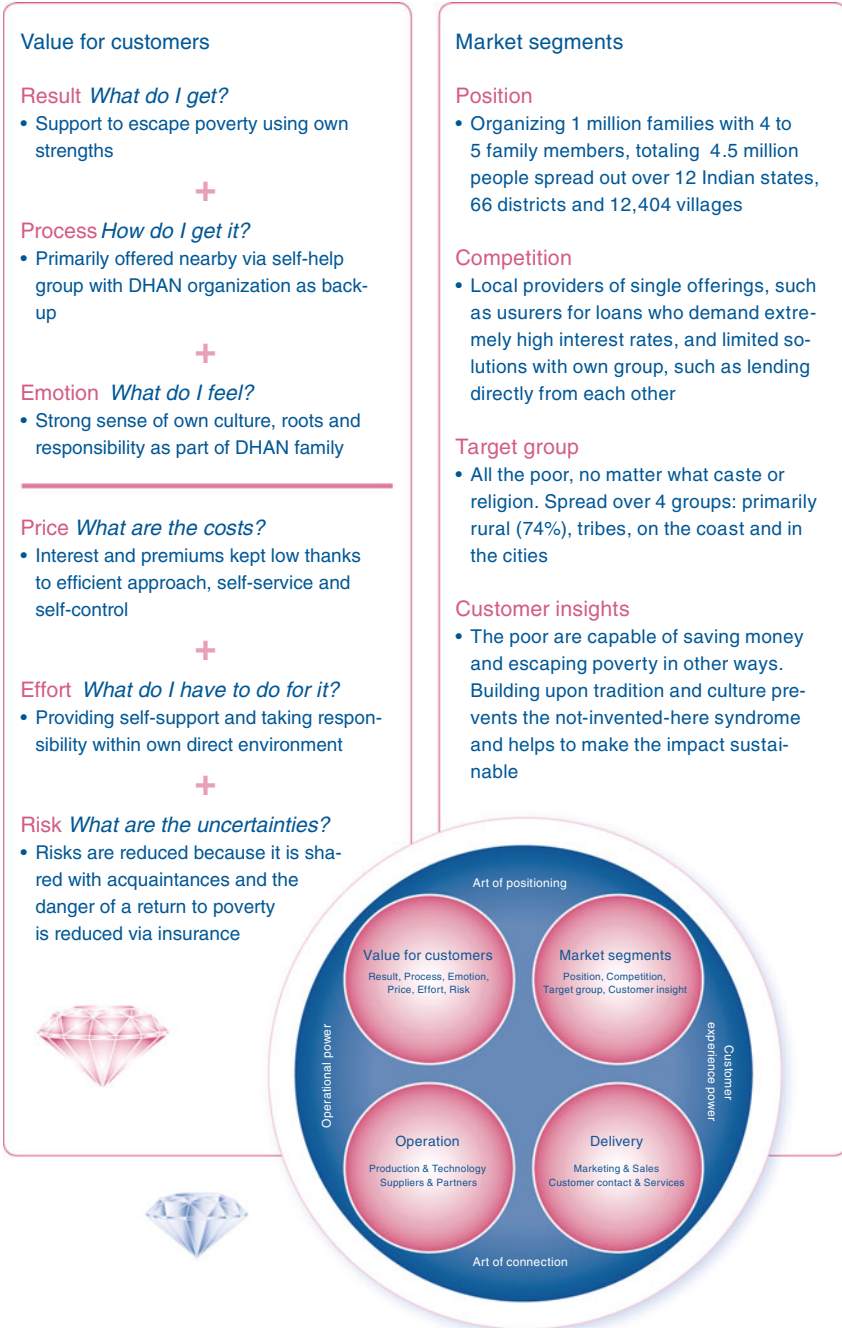 Value for customers
Result What do I get?
• Support to escape poverty using own
strengths
+
Process How do I get it?
• Primarily offered nearby via self-help
group with DHAN organization as back-
up
+
Emotion What do I feel?
• Strong sense of own culture, roots and
responsibility as part of DHAN family
Price What are the costs?
• Interest and premiums kept low thanks
to efficient approach, self-service and
self-control
+
Effort What do I have to do for it?
• Providing self-support and taking respon-
sibility within own direct environment
+
Risk What are the uncertainties?
• Risks are reduced because it is sha-
red with acquaintances and the
danger of a return to poverty
is reduced via insurance
Market segments
Position
• Organizing 1 million families with 4 to
5 family members, totaling 4.5 million
people spread out over 12 Indian states,
66 districts and 12,404 villages
Competition
• Local providers of single offerings, such
as usurers for loans who demand extre-
mely high interest rates, and limited so-
lutions with own group, such as lending
directly from each other
Target group
• All the poor, no matter what caste or
religion. Spread over 4 groups: primarily
rural (74%), tribes, on the coast and in
the cities
Customer insights
• The poor are capable of saving money
and escaping poverty in other ways.
Building upon tradition and culture pre-
vents the not-invented-here syndrome
and helps to make the impact sustai-
nable
Art of positioning
Value for customers
Result, Process, Emotion,
Price, Effort, Risk
Market segments
Position, Competition,
Target group, Customer insight
Operational power
Customer
experience power
Operation
Production & Technology
Suppliers & Partners
Delivery
Marketing & Sales
Customer contact & Services
Art of connection